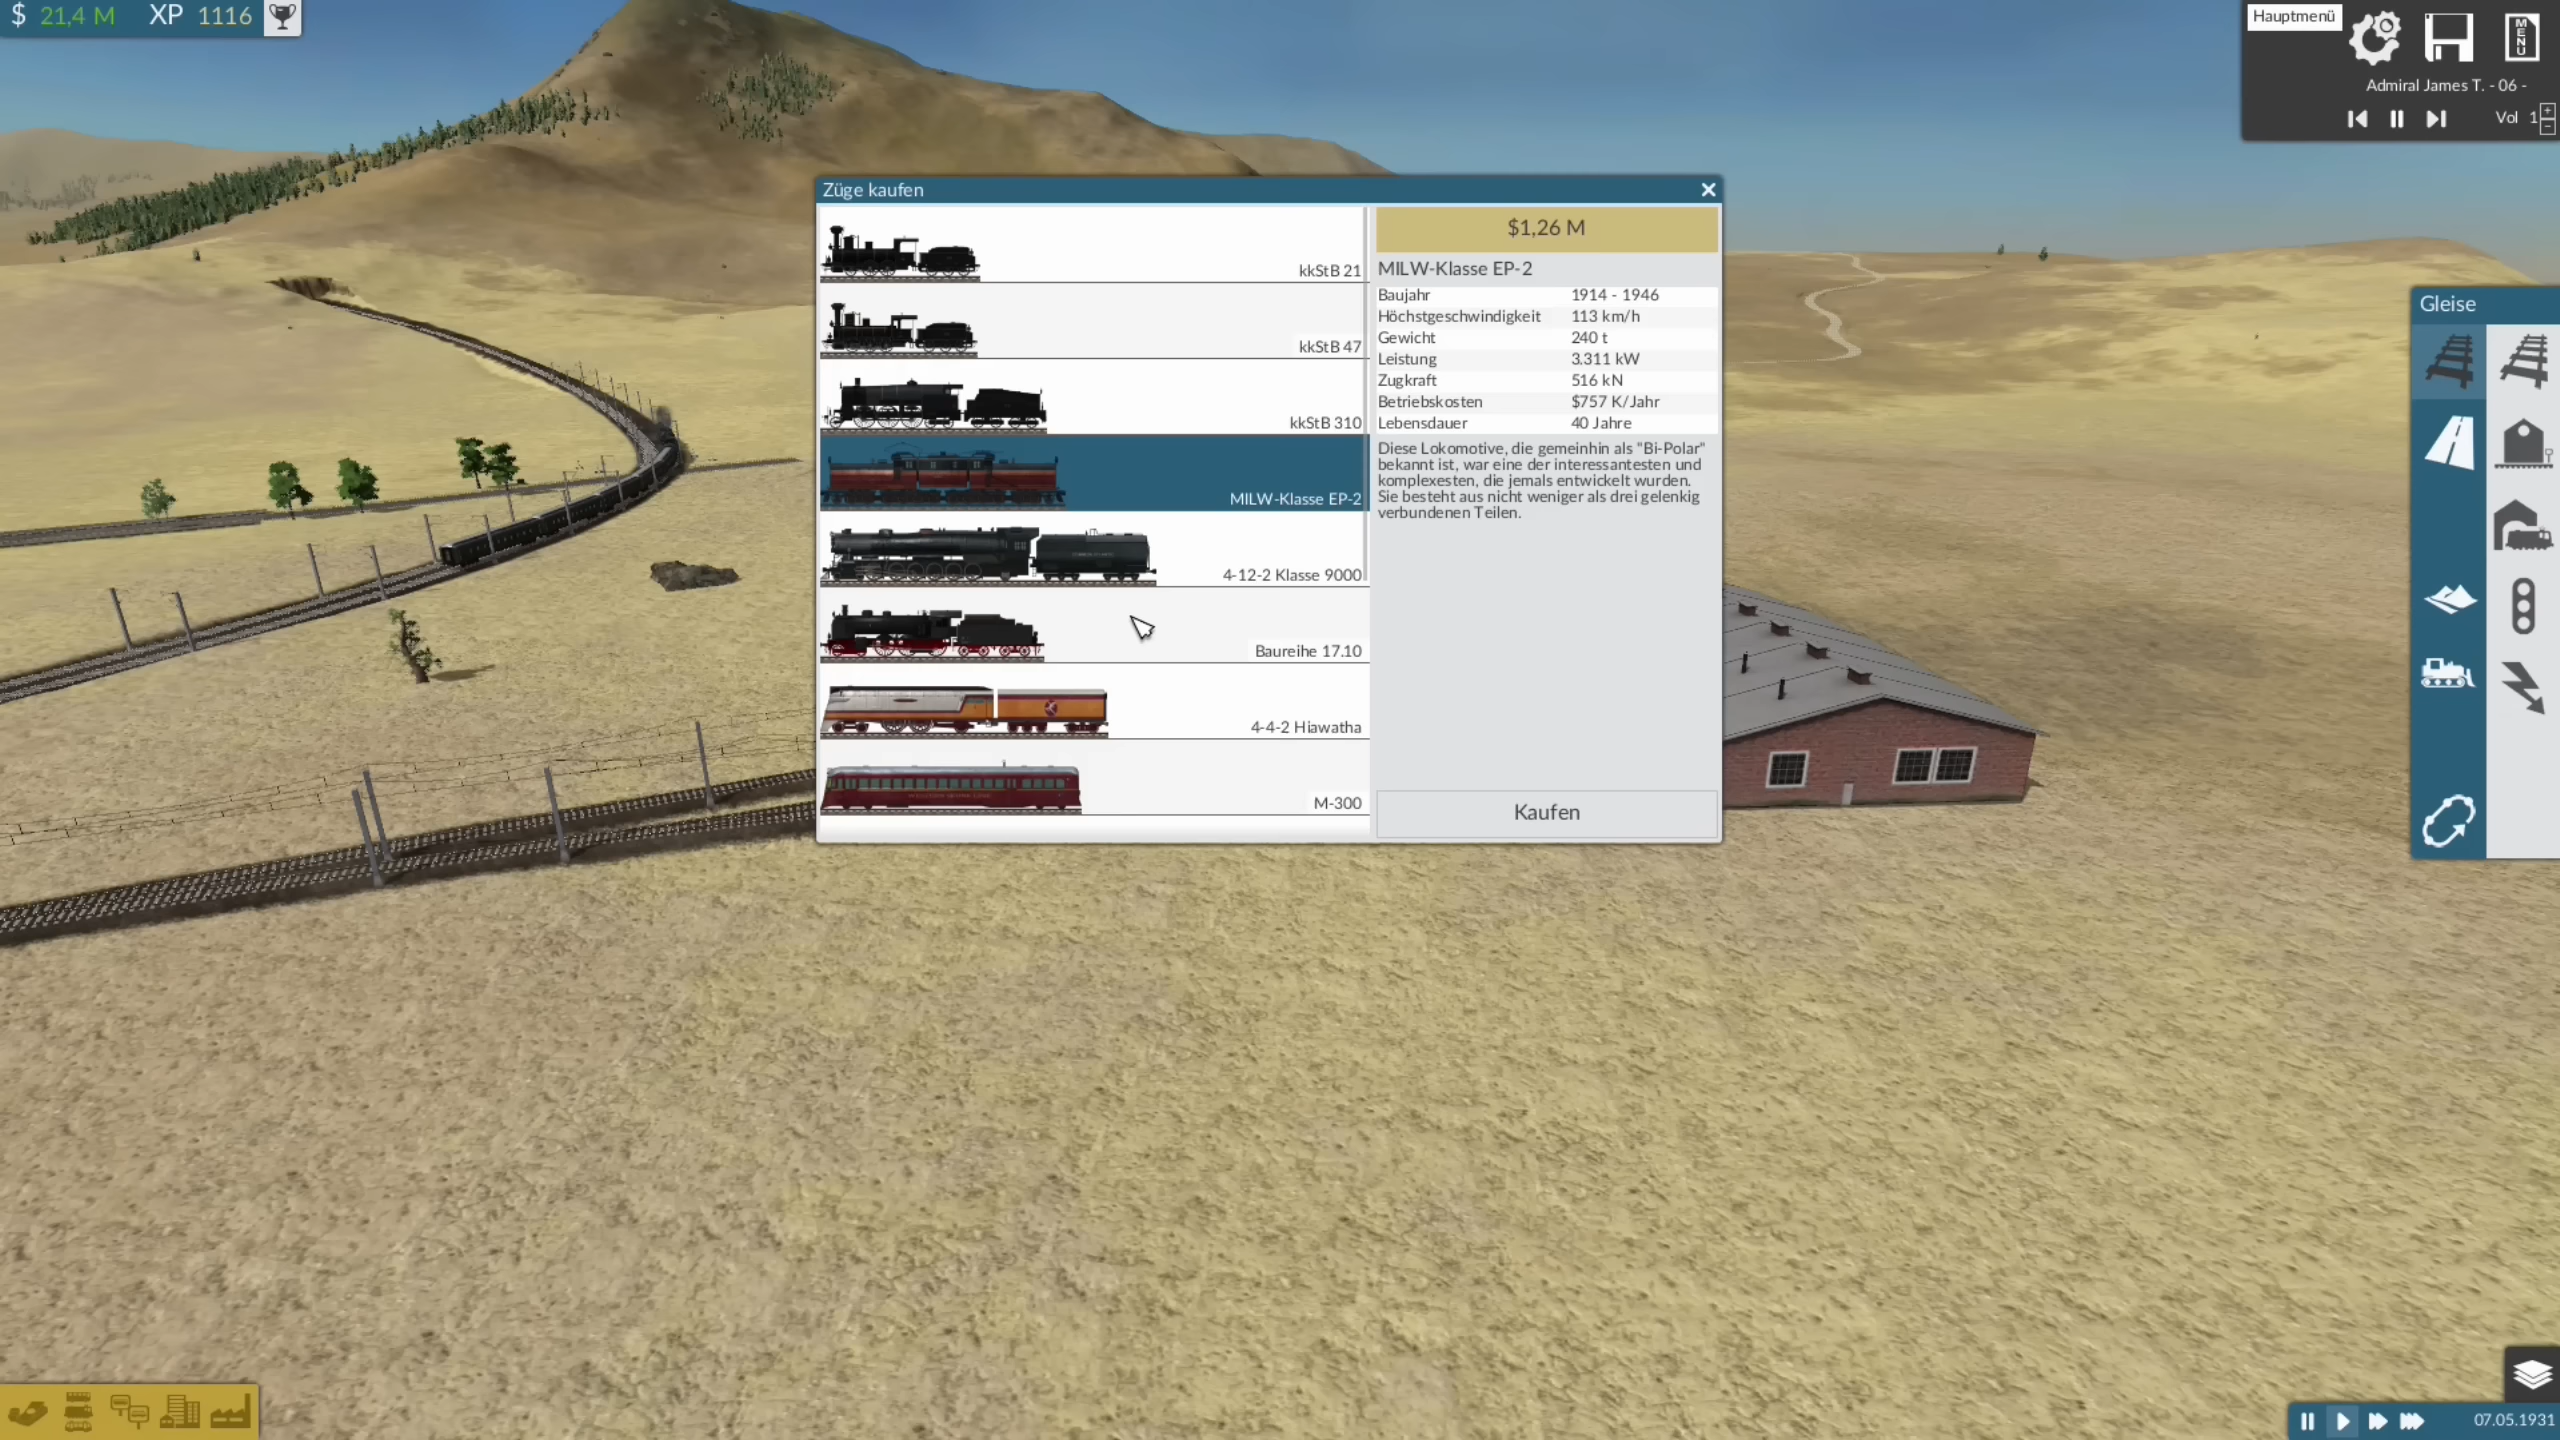 $ 21,4 M XP 1116
Hauptmenü
MENU
Admiral James T. - 06 -
Vol 1 + -
Züge kaufen
kkStB 21
kkStB 47
kkStB 310
MILW-Klasse EP-2
4-12-2 Klasse 9000
Baureihe 17.10
4-4-2 Hiawatha
M-300
$1,26 M
MILW-Klasse EP-2
Baujahr 1914 - 1946
Höchstgeschwindigkeit 113 km/h
Gewicht 240 t
Leistung 3.311 kW
Zugkraft 516 kN
Betriebskosten $757 K/Jahr
Lebensdauer 40 Jahre
Diese Lokomotive, die gemeinhin als "Bi-Polar"
bekannt ist, war eine der interessantesten und
komplexesten, die jemals entwickelt wurden.
Sie besteht aus nicht weniger als drei gelenkig
verbundenen Teilen.
Kaufen
Gleise
07.05.1931